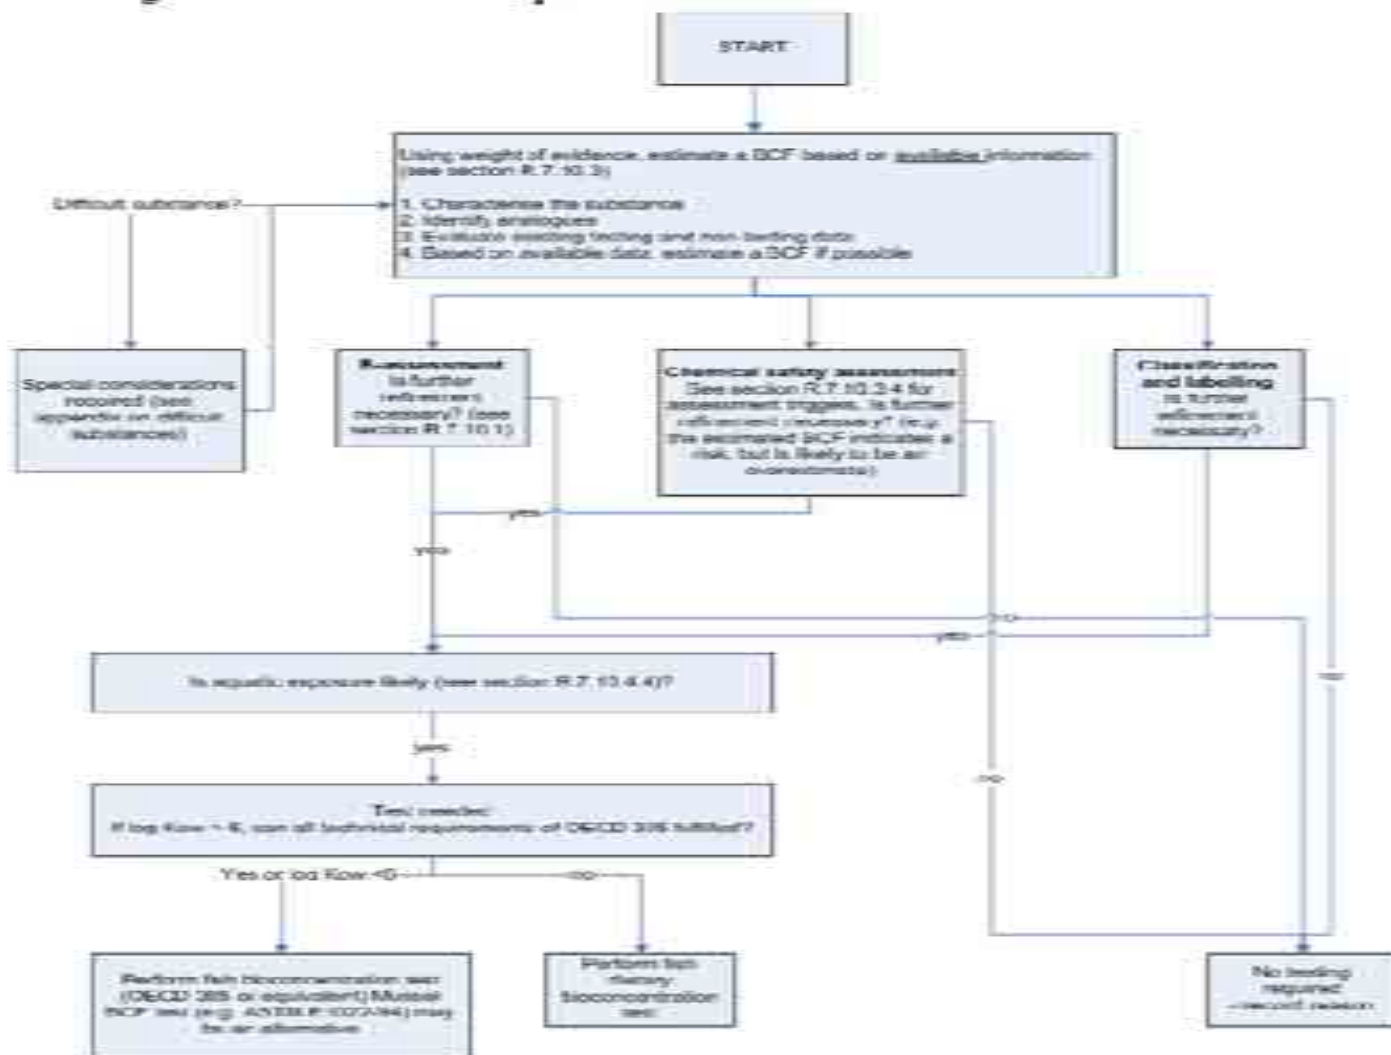 START
Using weight of evidence, estimate a BCF based on available information
(see section R.7.10.3)
1. Characterise the substance
2. Identify analogues
3. Evaluate existing testing and non-testing data
4. Based on available data, estimate a BCF if possible
Difficult substance?
Special considerations
required (see
appendix on difficult
substances)
B-assessment
Is further
refinement
necessary? (see
section R.7.10.1)
Chemical safety assessment
See section R.7.10.3.4 for
assessment triggers. Is further
refinement necessary? (e.g.
the estimated BCF indicates a
risk, but is likely to be an
overestimate)
Classification
and labelling
Is further
refinement
necessary?
yes
yes
no
yes
no
Is aquatic exposure likely (see section R.7.10.4.4)?
yes
no
Test needed
If log Kow > 6, can all technical requirements of OECD 305 fulfilled?
Yes or log Kow <6
no
Perform fish bioconcentration test
(OECD 305 or equivalent) Mussel
BCF test (e.g. ASTM E 1022-94) may
be an alternative
Perform fish
dietary
bioconcentration
test
No testing
required
–record reason